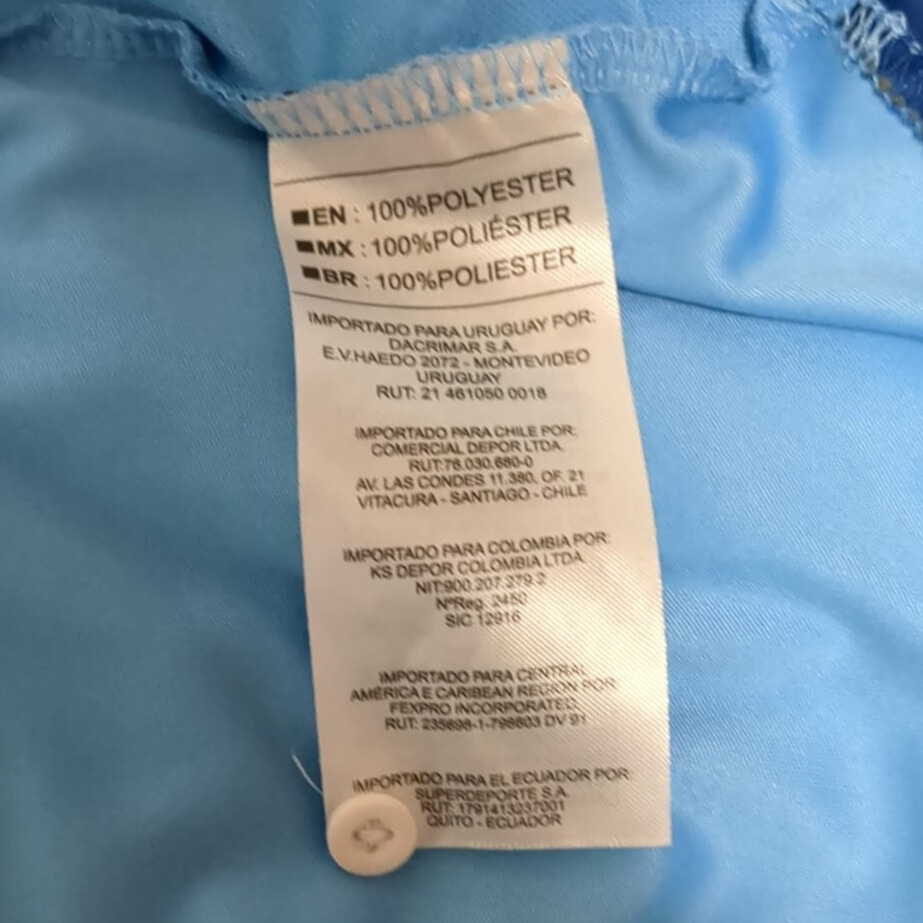 EN : 100%POLYESTER
MX : 100%POLIÉSTER
BR : 100%POLIESTER
IMPORTADO PARA URUGUAY POR:
DACRIMAR S.A.
E.V.HAEDO 2072 - MONTEVIDEO
URUGUAY
RUT: 21 461050 0018
IMPORTADO PARA CHILE POR:
COMERCIAL DEPOR LTDA.
RUT:76.030.680-0
AV. LAS CONDES 11.380. OF. 21
VITACURA - SANTIAGO - CHILE
IMPORTADO PARA COLOMBIA POR:
KS DEPOR COLOMBIA LTDA.
NIT:900.207.279.2
NºReg. 2450
SIC.12916
IMPORTADO PARA CENTRAL
AMÉRICA E CARIBEAN REGION POR
FEXPRO INCORPORATED.
RUT: 235698-1-798603 DV 91
IMPORTADO PARA EL ECUADOR POR:
SUPERDEPORTE S.A.
RUT: 1791413237001
QUITO - ECUADOR